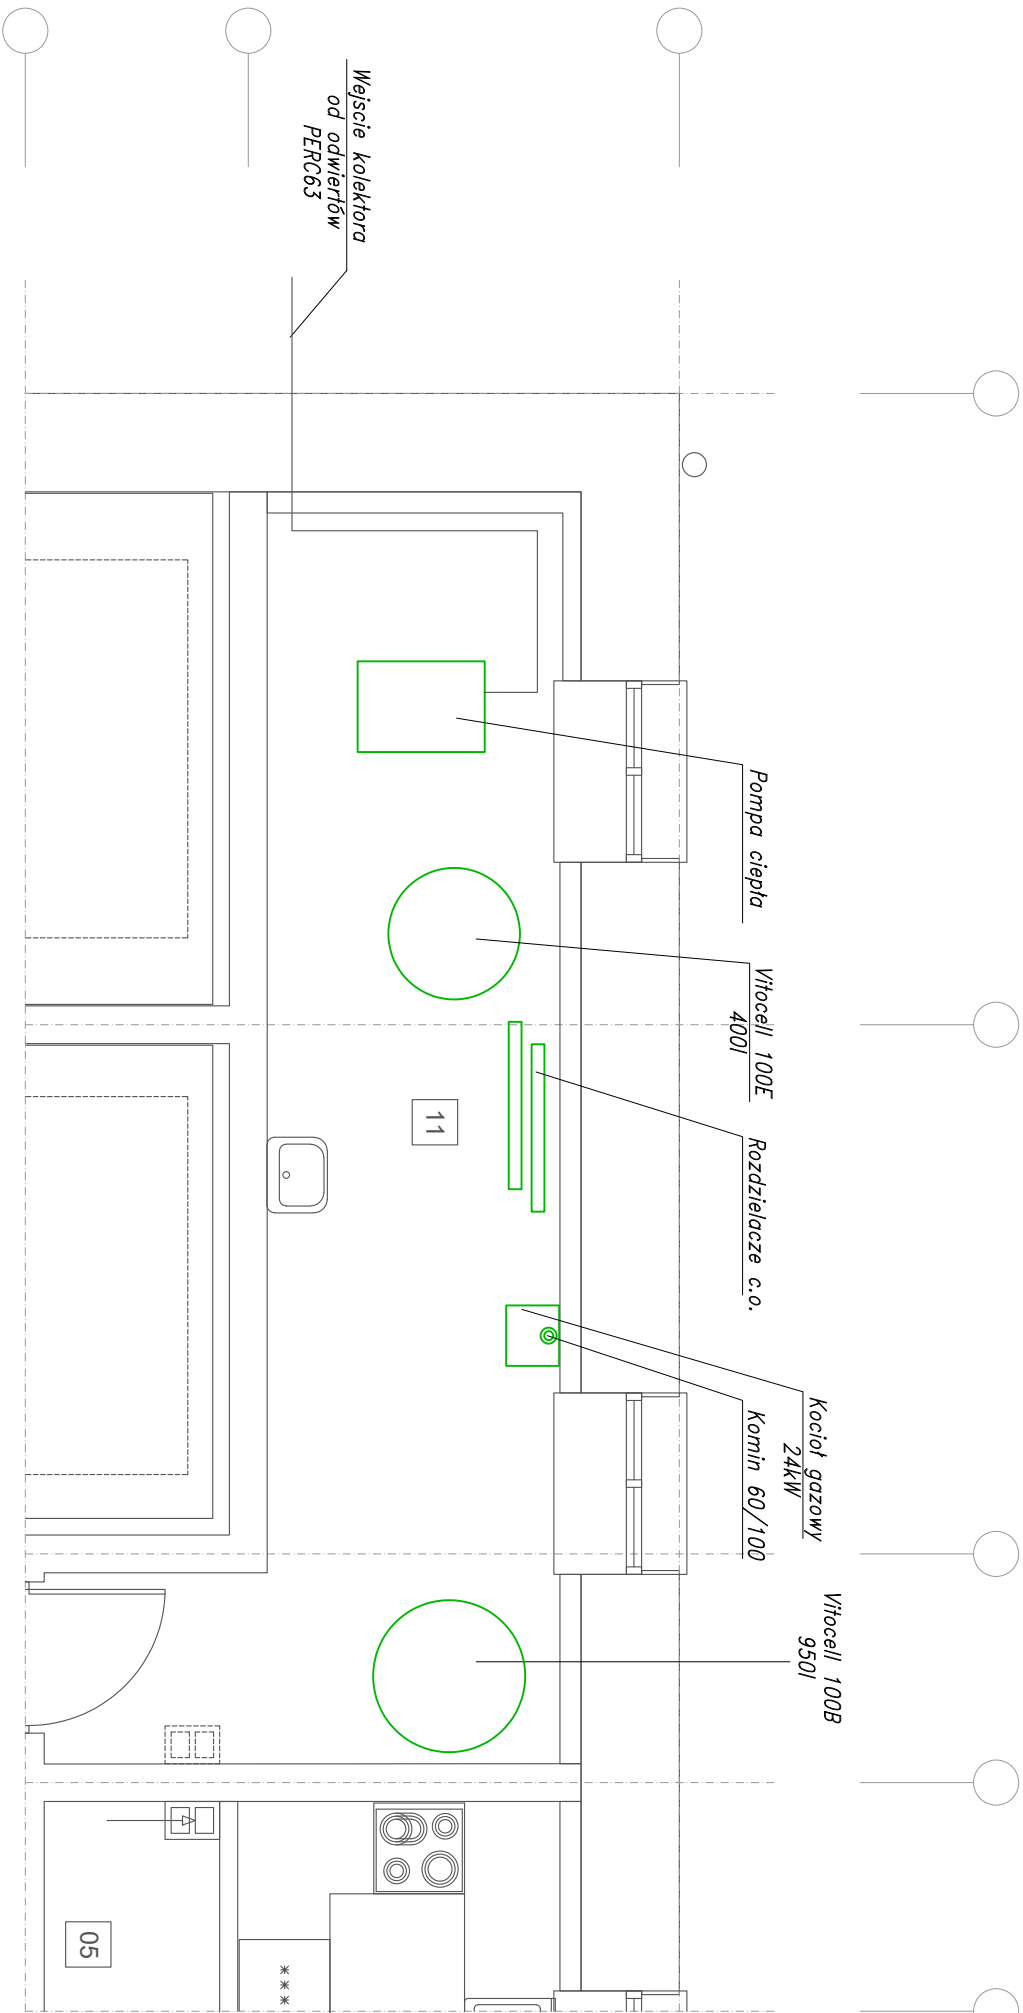 Wejscie kolektora
od odwiertów
PERC63
Pompa ciepła
Vitocell 100E
400l
Rozdzielacze c.o.
Kocioł gazowy
24kW
Komin 60/100
Vitocell 100B
950l
11
05
***